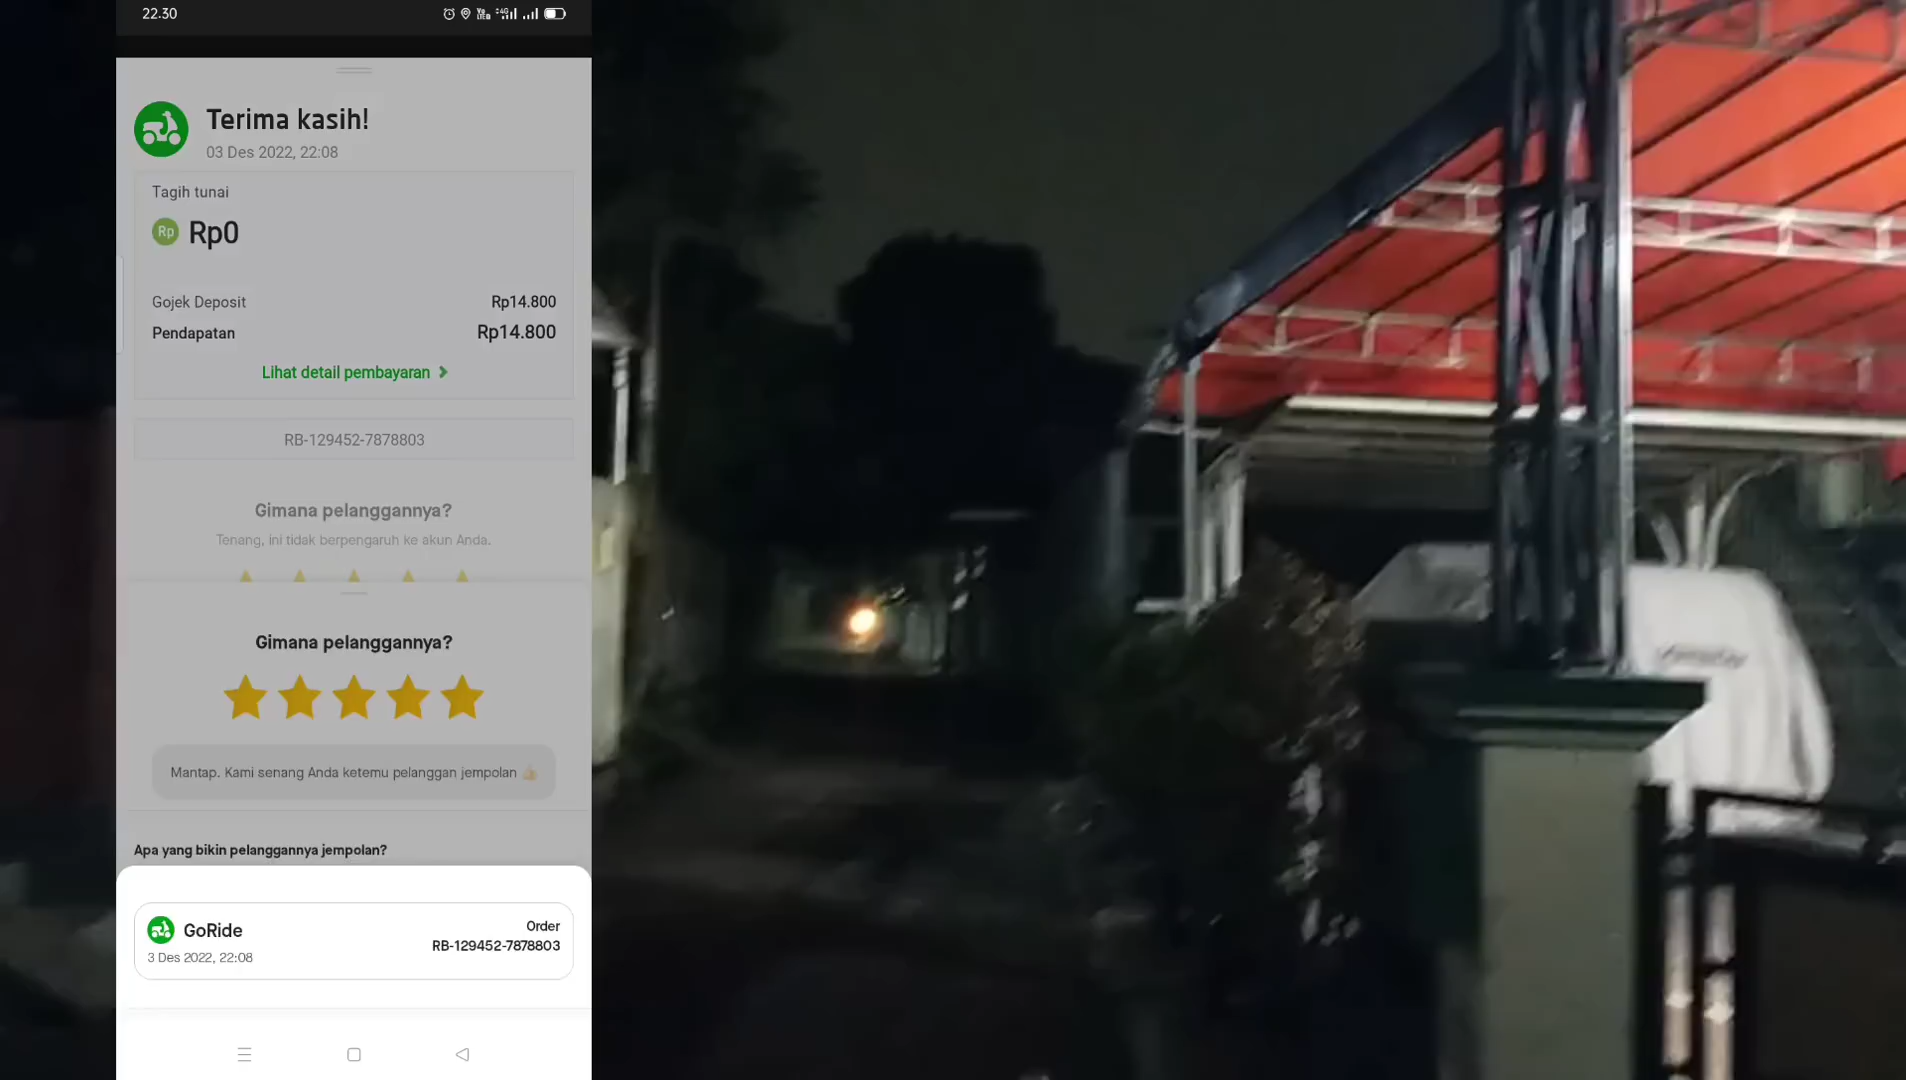 22.30
Terima kasih!
03 Des 2022, 22:08
Tagih tunai
Rp Rp0
Gojek Deposit Rp14.800
Pendapatan Rp14.800
Lihat detail pembayaran
RB-129452-7878803
Gimana pelanggannya?
Tenang, ini tidak berpengaruh ke akun Anda.
Gimana pelanggannya?
Mantap. Kami senang Anda ketemu pelanggan jempolan 👍
Apa yang bikin pelanggannya jempolan?
GoRide Order
3 Des 2022, 22:08 RB-129452-7878803